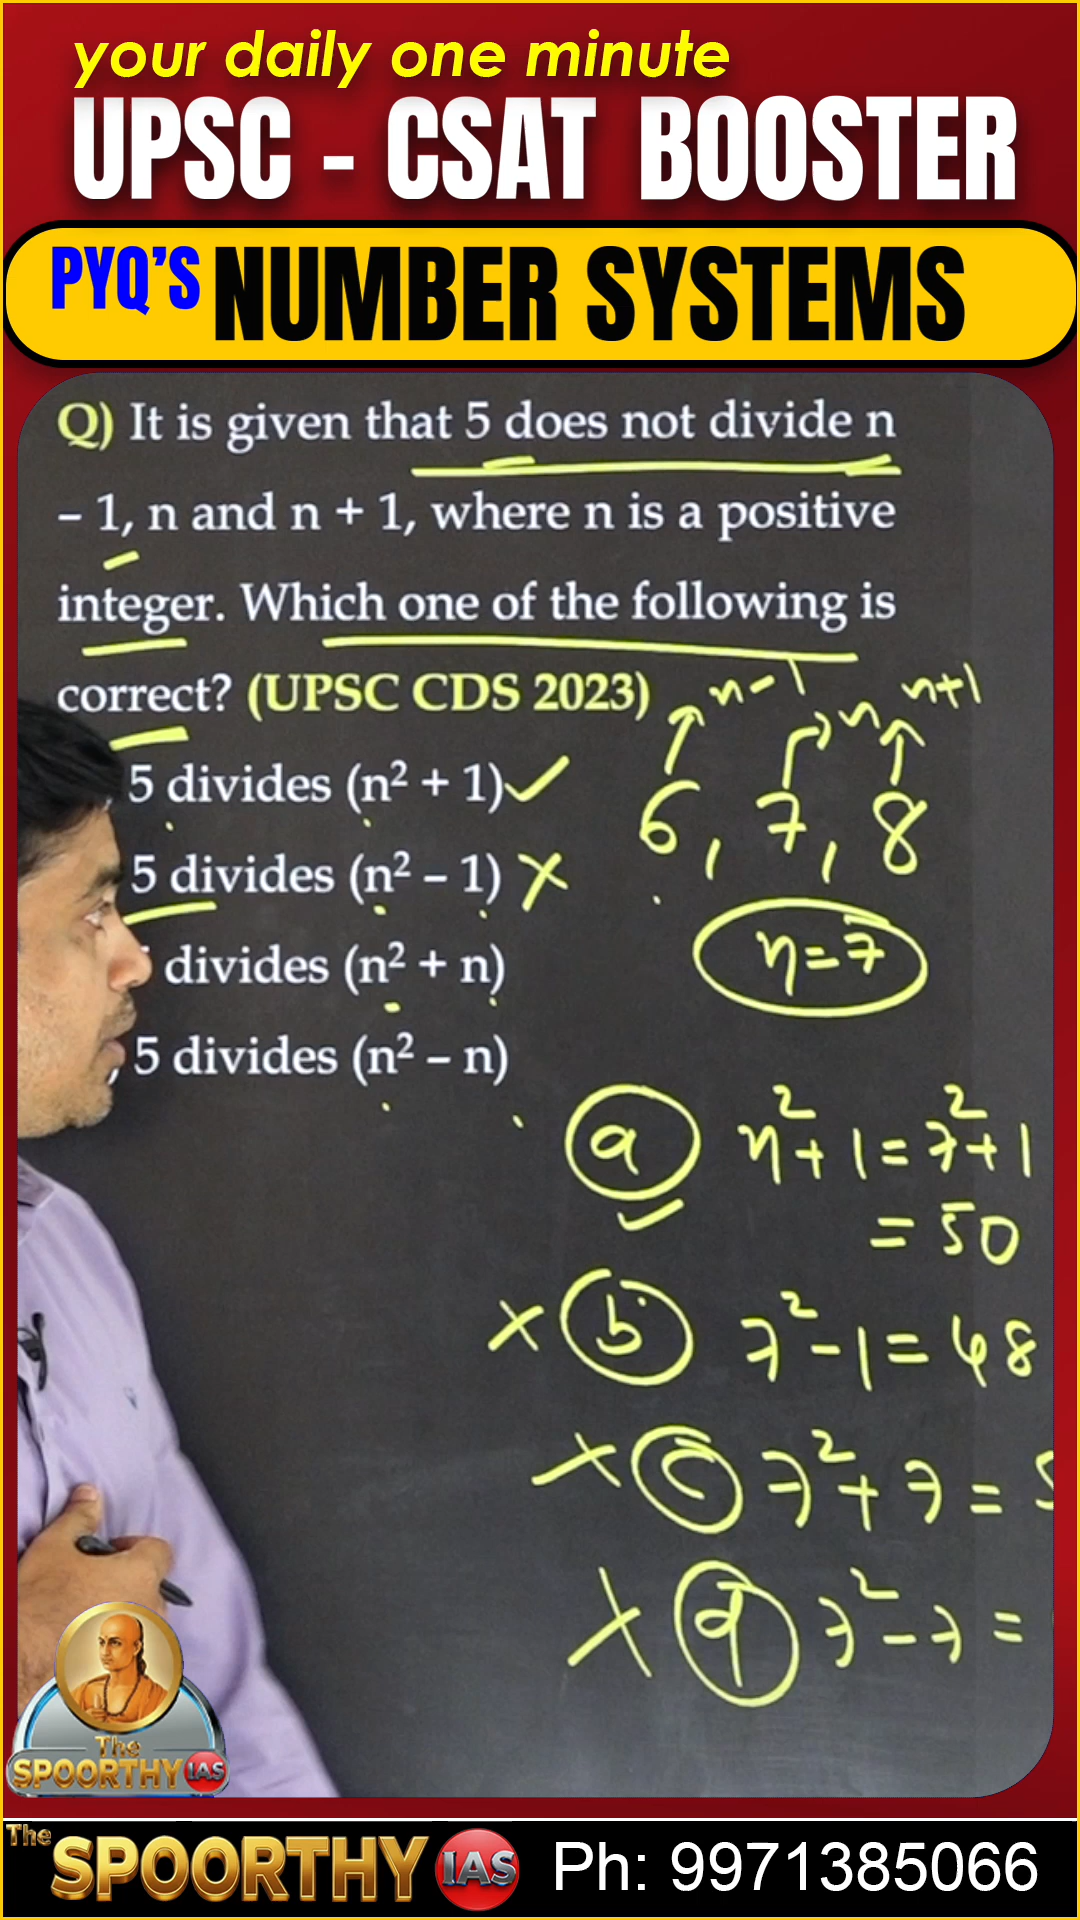 your daily one minute
UPSC - CSAT BOOSTER
PYQ'S NUMBER SYSTEMS
Q) It is given that 5 does not divide n
– 1, n and n + 1, where n is a positive
integer. Which one of the following is
correct? (UPSC CDS 2023)
5 divides (n² + 1) ✓
5 divides (n² – 1) ✗
divides (n² + n)
5 divides (n² – n)
n-1 n n+1
6, 7, 8
n=7
a n²+1 = 7²+1
= 50
✗ b 7²-1 = 48
✗ c 7²+7 =
✗ d 7²-7 =
The
SPOORTHY IAS
The SPOORTHY IAS Ph: 9971385066